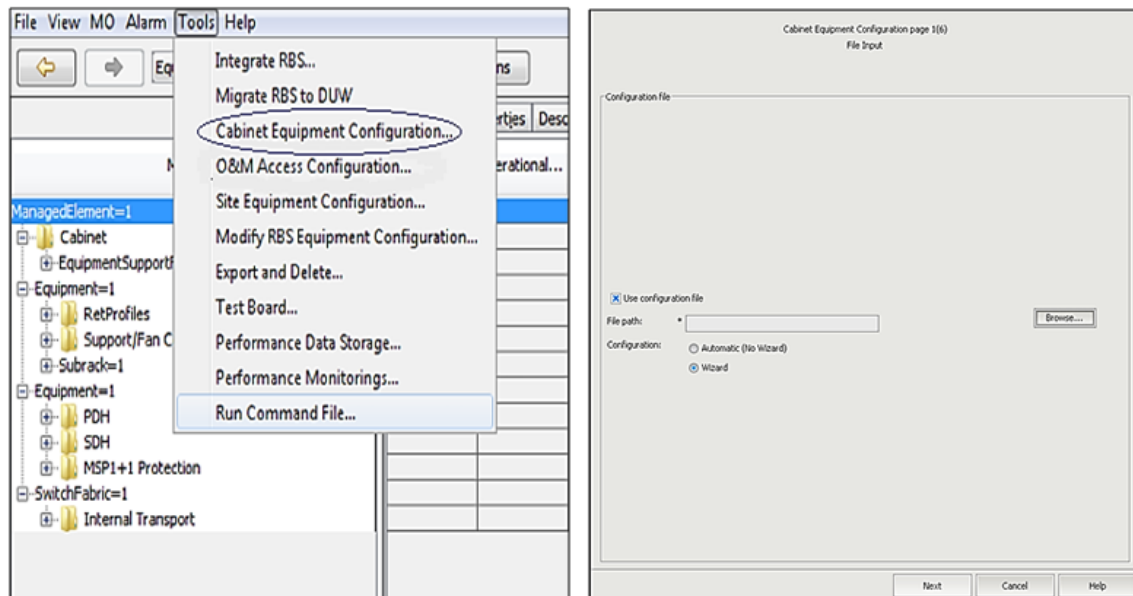 File View MO Alarm Tools Help
Integrate RBS...
Migrate RBS to DUW
Cabinet Equipment Configuration...
O&M Access Configuration...
Site Equipment Configuration...
Modify RBS Equipment Configuration...
Export and Delete...
Test Board...
Performance Data Storage...
Performance Monitorings...
Run Command File...
ManagedElement=1
Cabinet
Equipment=1
RetProfiles
Support/Fan C
Subrack=1
Equipment=1
PDH
SDH
MSP1+1 Protection
SwitchFabric=1
Internal Transport
Cabinet Equipment Configuration page 1(6)
File Input
Configuration file
Use configuration file
File path: *
Browse...
Configuration:
Automatic (No Wizard)
Wizard
Next Cancel Help